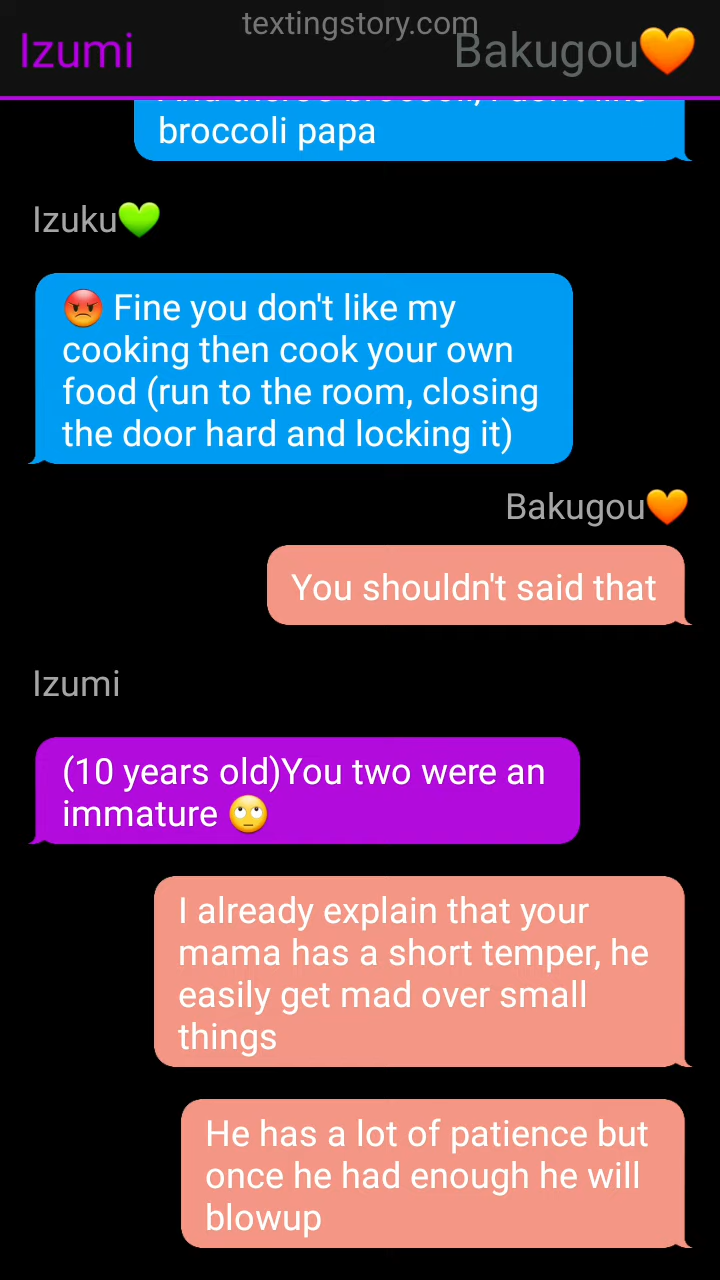 textingstory.com
Izumi
Bakugou🧡
broccoli papa
Izuku💚
😡 Fine you don't like my
cooking then cook your own
food (run to the room, closing
the door hard and locking it)
Bakugou🧡
You shouldn't said that
Izumi
(10 years old)You two were an
immature 🙄
I already explain that your
mama has a short temper, he
easily get mad over small
things
He has a lot of patience but
once he had enough he will
blowup